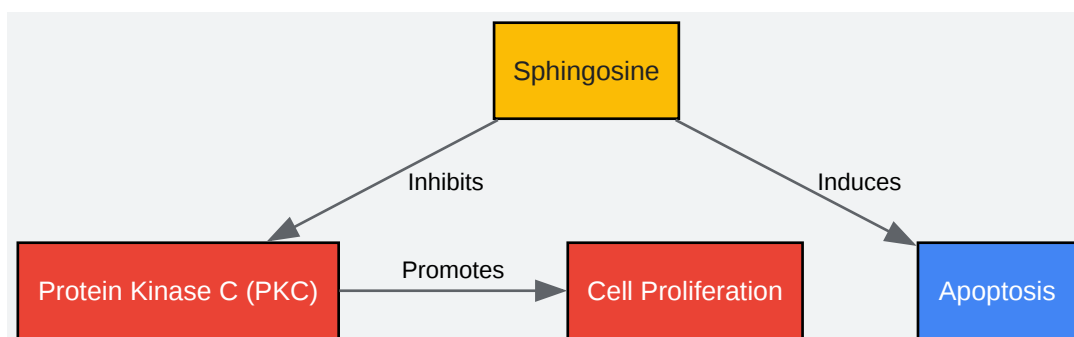 Sphingosine
Inhibits
Induces
Promotes
Protein Kinase C (PKC)
Cell Proliferation
Apoptosis